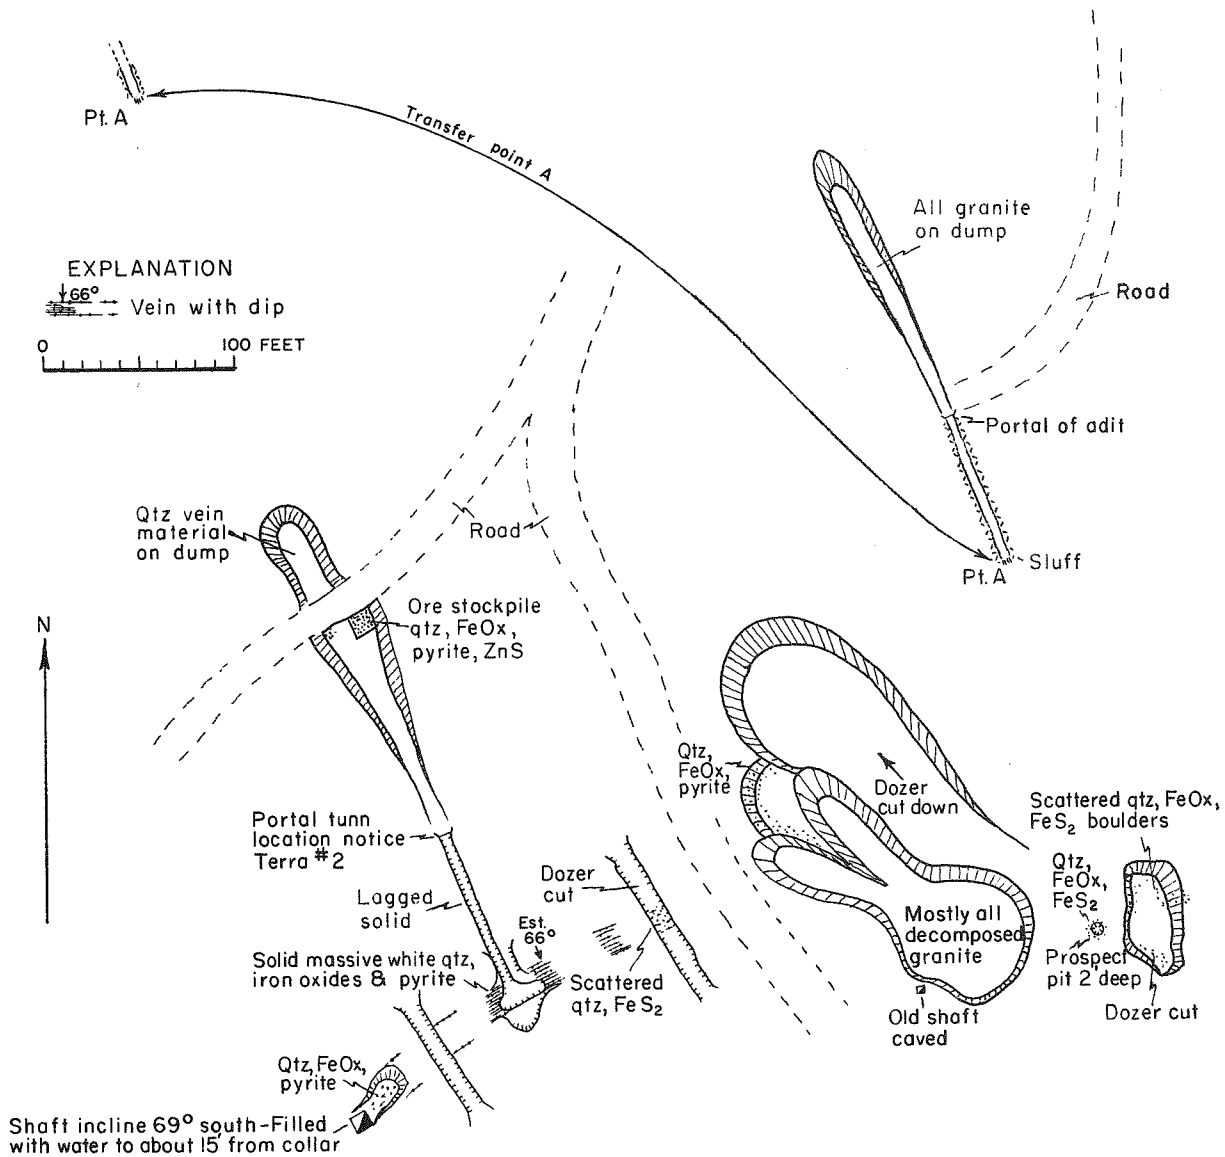 Pt. A
Transfer point A
All granite
on dump
Road
EXPLANATION
66°
Vein with dip
0 100 FEET
Portal of adit
Sluff
Pt. A
Qtz vein
material
on dump
Road
Ore stockpile
qtz, FeOx,
pyrite, ZnS
N
Qtz,
FeOx,
pyrite
Dozer
cut down
Scattered qtz, FeOx,
FeS2 boulders
Portal tunn
location notice
Terra #2
Lagged
solid
Dozer
cut
Est.
66°
Qtz,
FeOx,
FeS2
Mostly all
decomposed
granite
Solid massive white qtz,
iron oxides & pyrite
Scattered
qtz, FeS2
Prospect
pit 2' deep
Dozer cut
Old shaft
caved
Qtz, FeOx,
pyrite
Shaft incline 69° south-Filled
with water to about 15' from collar